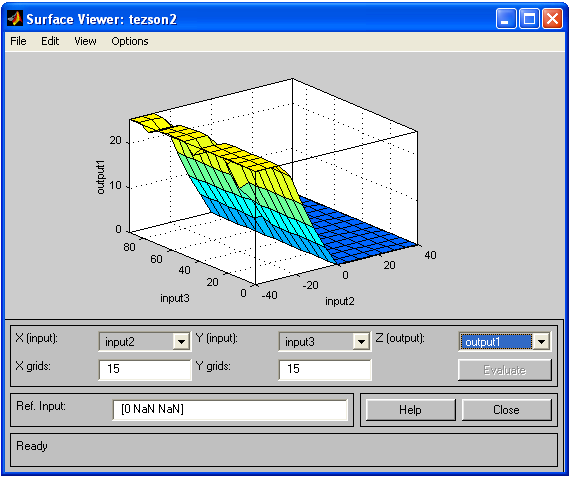 Surface Viewer: tezson2
File Edit View Options
20
10
0
output1
80
60
40
20
0
input3
-40
-20
0
20
40
input2
X (input): input2 Y (input): input3 Z (output): output1
X grids: 15 Y grids: 15 Evaluate
Ref. Input: [0 NaN NaN] Help Close
Ready